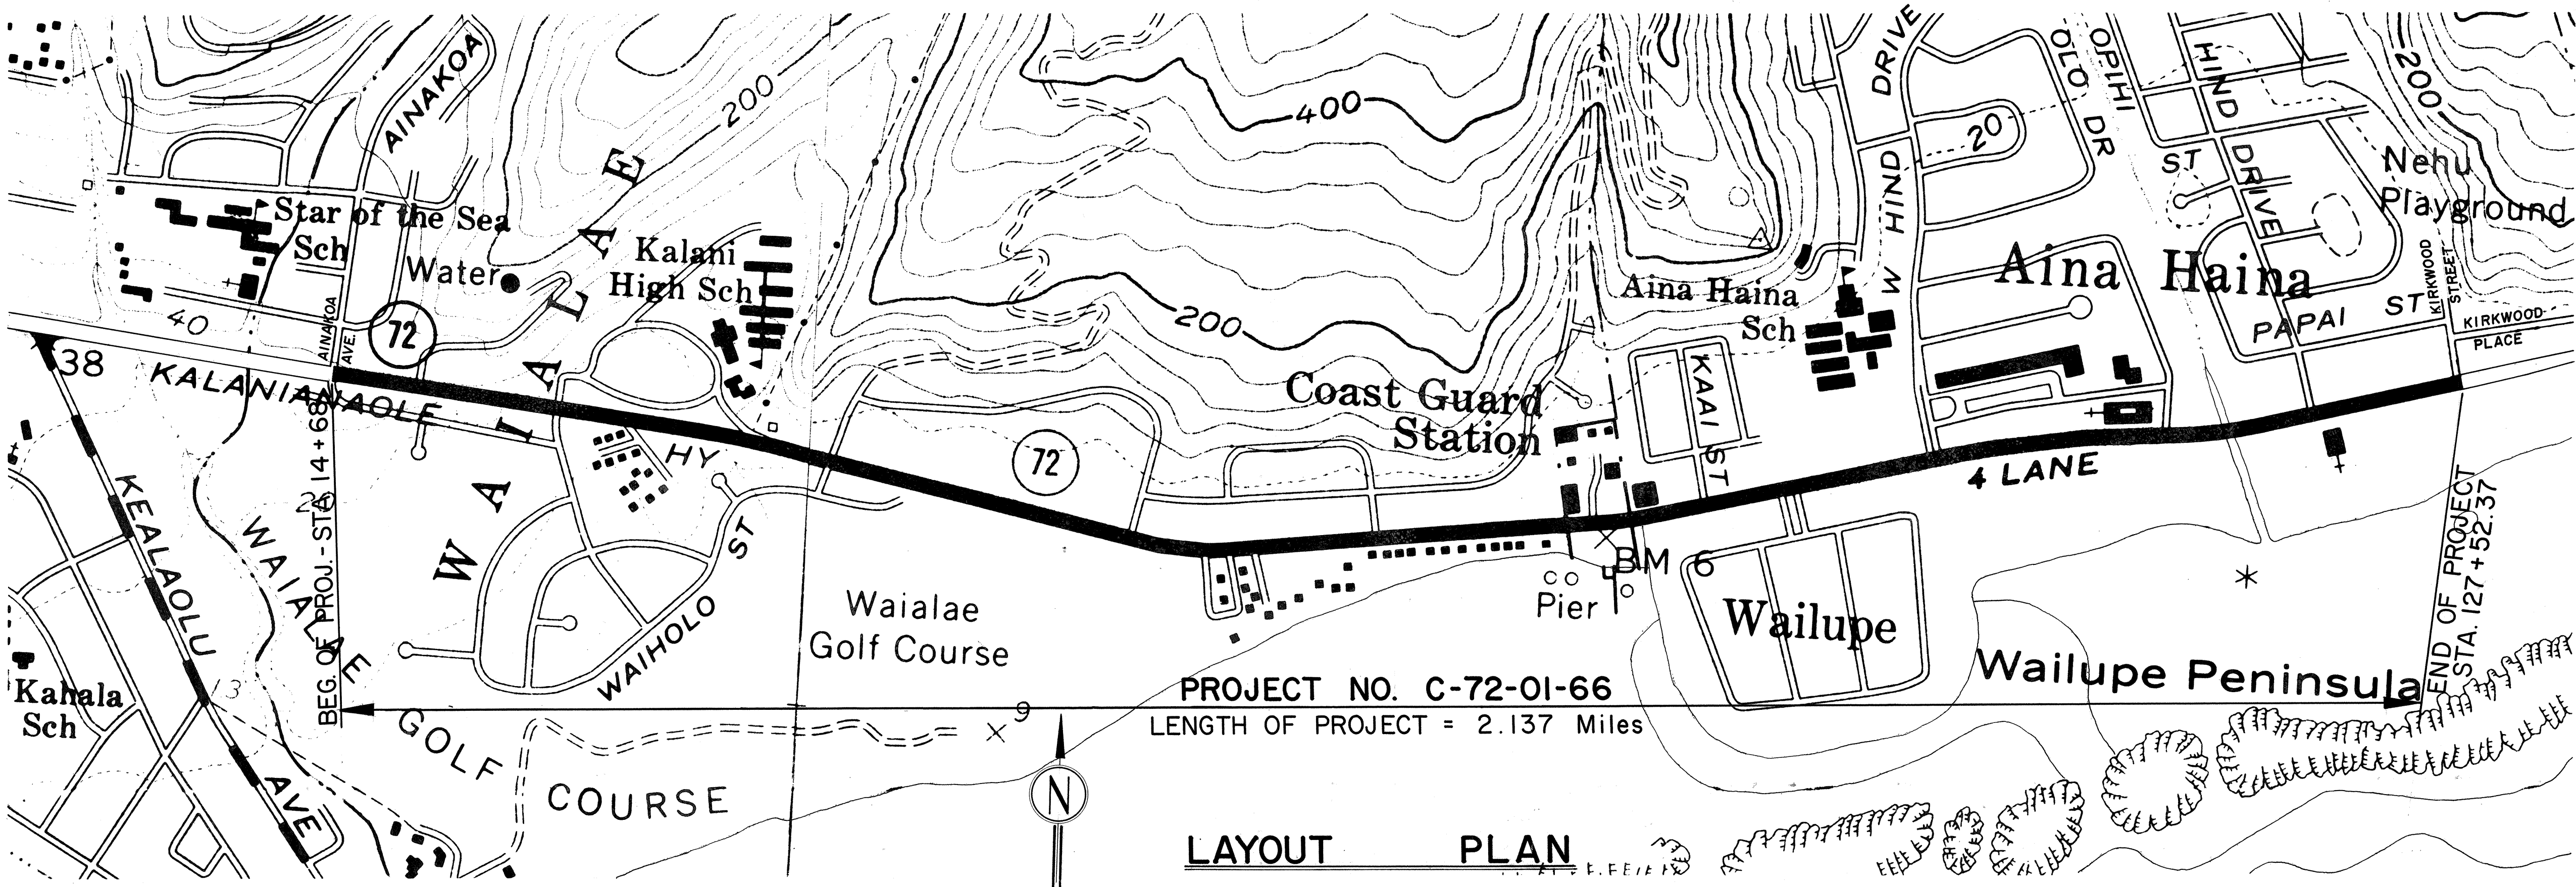 AINAKOA
200
WAIALAE
Star of the Sea
Sch
Water
Kalani
High Sch
40
AINAKOA
AVE.
72
38
KALANIANAOLE
HY
KEALAOLU
AVE
WAIALAE
GOLF
COURSE
BEG. OF PROJ. - STA 14+68
Kahala
Sch
13
WAIHOLO
ST
Waialae
Golf Course
9
400
200
72
Coast Guard
Station
Pier
BM 6
Aina Haina
Sch
KAAI ST
W HIND DRIVE
20
OLO DR
OPIHI
ST
HIND DRIVE
200
Nehu
Playground
Aina Haina
PAPAI ST
KIRKWOOD
STREET
KIRKWOOD
PLACE
4 LANE
Wailupe
Wailupe Peninsula
END OF PROJECT
STA. 127+52.37
PROJECT NO. C-72-01-66
LENGTH OF PROJECT = 2.137 Miles
N
LAYOUT PLAN